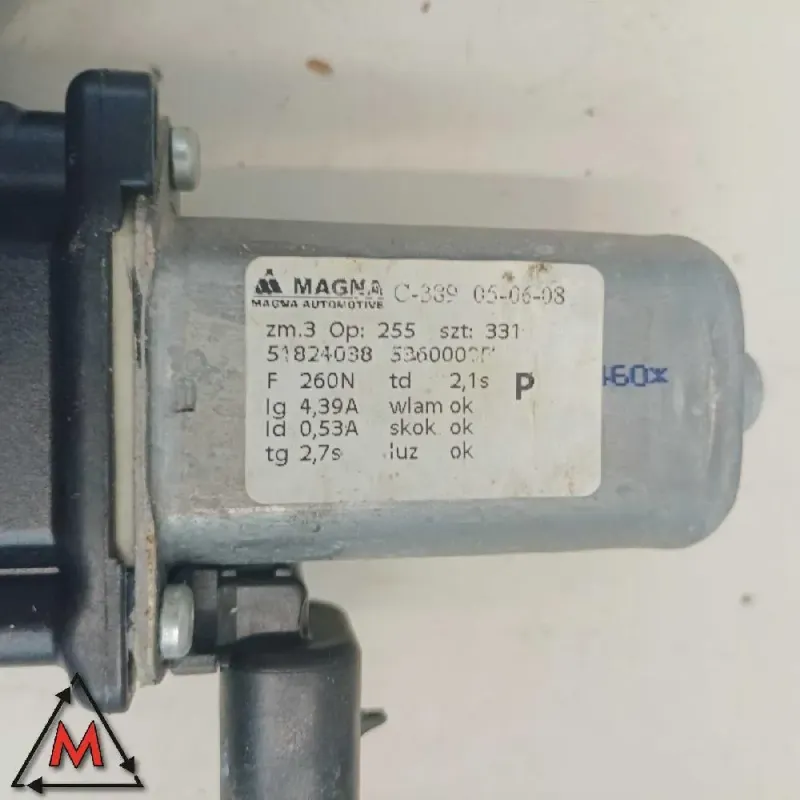 MAGNA C-389 05-06-08
MAGNA AUTOMOTIVE
zm.3 Op: 255 szt: 331
51824038
F 260N td 2,1s P
460x
Ig 4,39A wlam ok
Id 0,53A skok ok
tg 2,7s luz ok
M